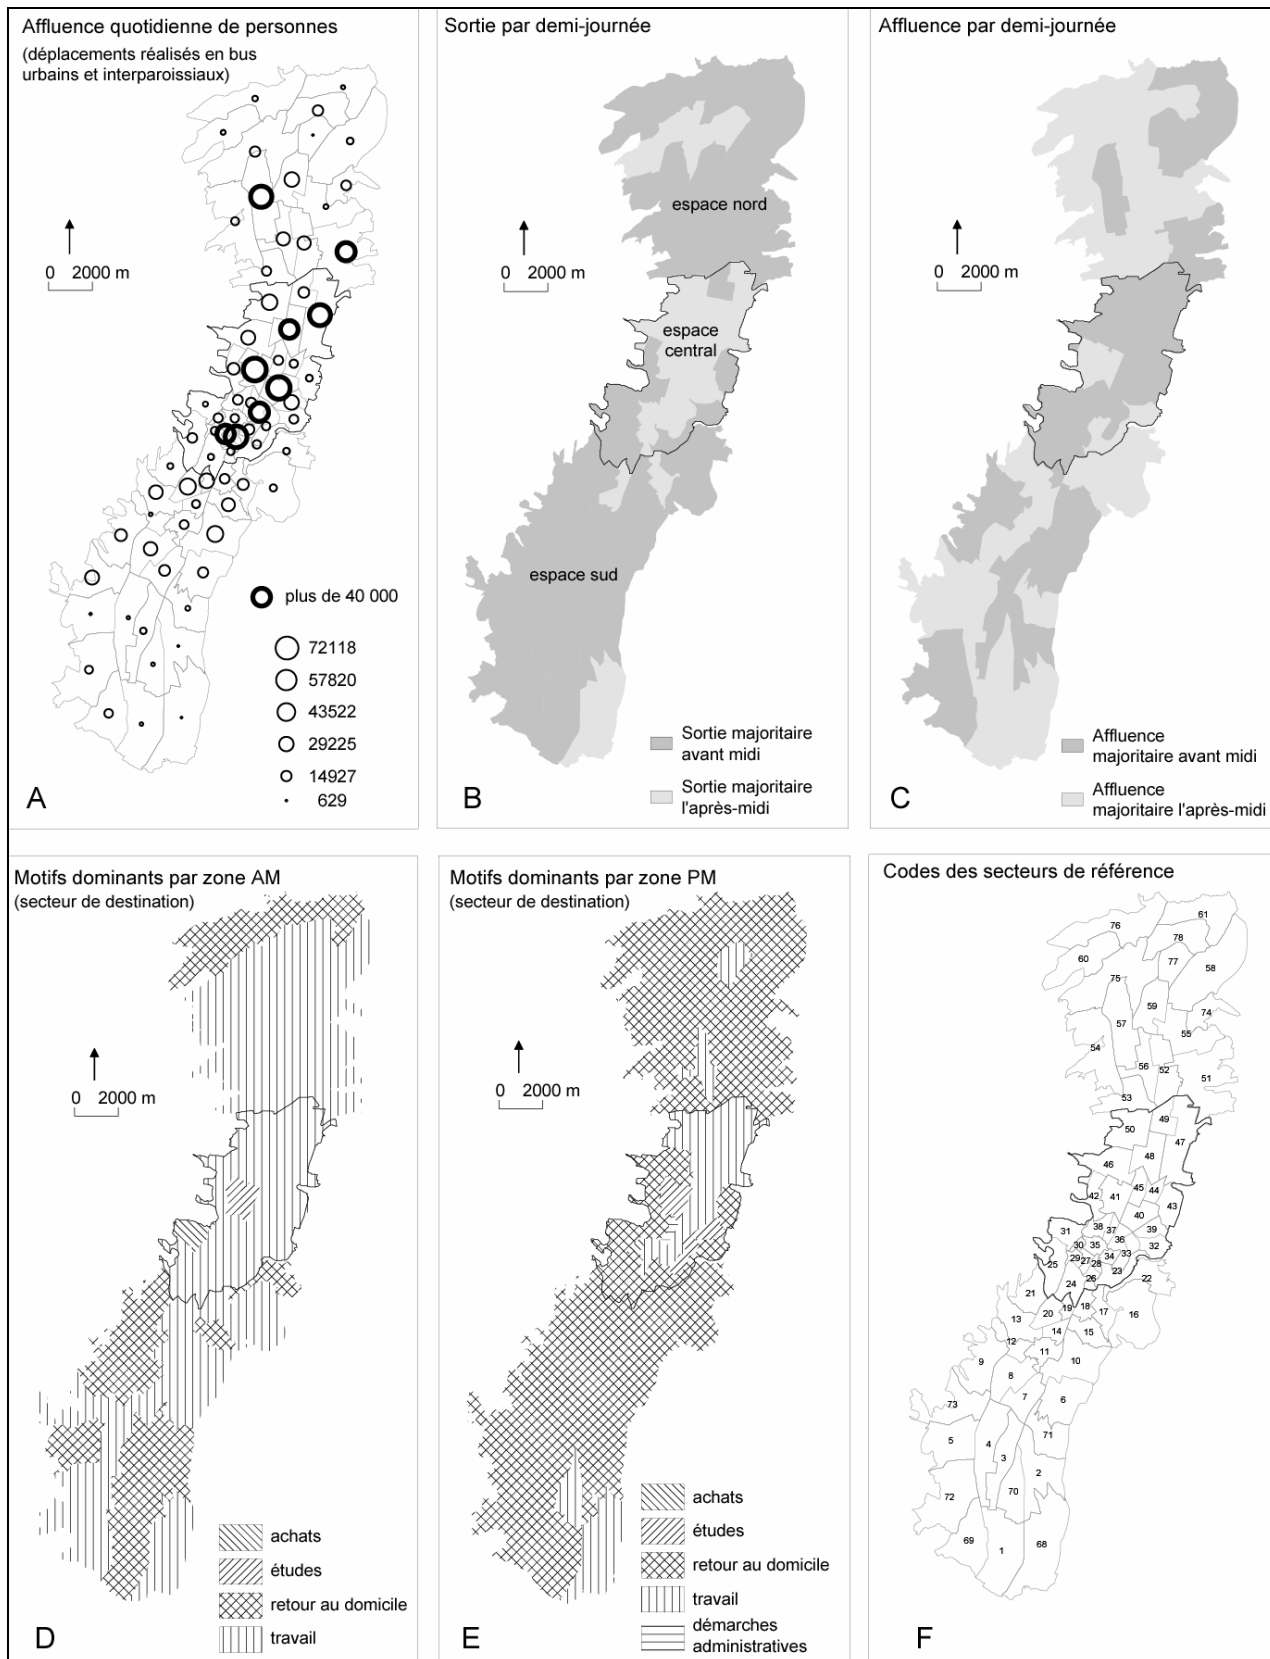 Affluence quotidienne de personnes
(déplacements réalisés en bus
urbains et interparoissiaux)
0 2000 m
plus de 40 000
72118
57820
43522
29225
14927
629
A
Sortie par demi-journée
0 2000 m
espace nord
espace
central
espace sud
Sortie majoritaire
avant midi
Sortie majoritaire
l'après-midi
B
Affluence par demi-journée
0 2000 m
Affluence
majoritaire avant midi
Affluence
majoritaire l'après-midi
C
Motifs dominants par zone AM
(secteur de destination)
0 2000 m
achats
études
retour au domicile
travail
D
Motifs dominants par zone PM
(secteur de destination)
0 2000 m
achats
études
retour au domicile
travail
démarches
administratives
E
Codes des secteurs de référence
61
76
78
60
77
58
75
59
74
57
55
54
56
52
51
53
49
50
47
48
46
45
44
42
41
43
40
31
38
37
39
36
30
35
32
29
34
33
25
27
28
23
26
22
24
21
19
18
17
16
13
20
14
15
12
11
10
9
8
7
6
73
71
5
4
3
2
72
70
69
1
68
F